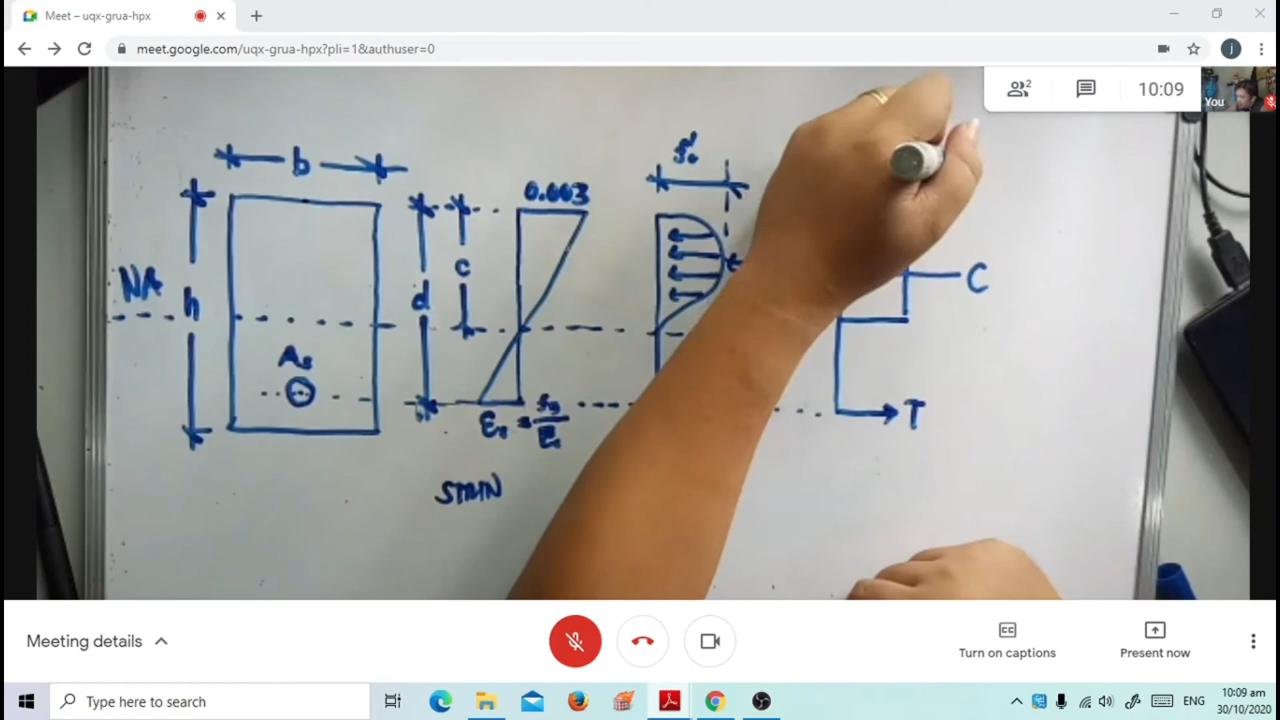 Meet – uqx-grua-hpx
meet.google.com/uqx-grua-hpx?pli=1&authuser=0
j
2
10:09
You
b
0.003
f'c
NA
h
d
c
C
As
εs = fy/Es
T
STRAIN
Meeting details
Turn on captions
Present now
Type here to search
ENG
10:09 am
30/10/2020